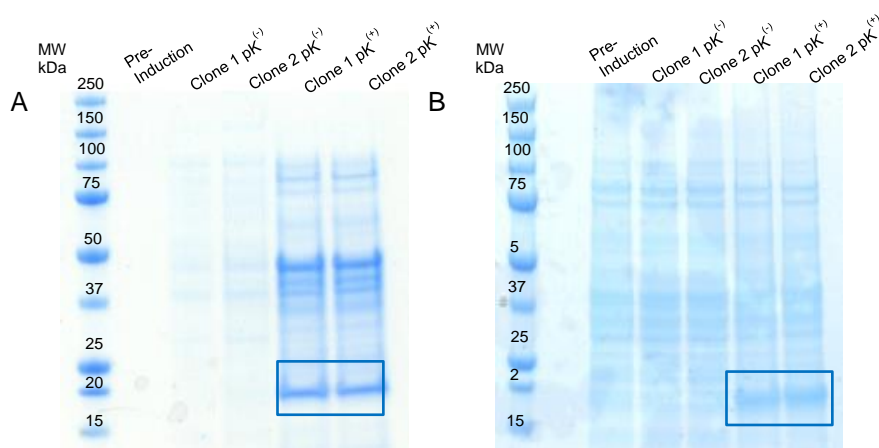 A
MW
kDa
Pre-
Induction
Clone 1 pK(-)
Clone 2 pK(-)
Clone 1 pK(+)
Clone 2 pK(+)
250
150
100
75
50
37
25
20
15
B
MW
kDa
Pre-
Induction
Clone 1 pK(-)
Clone 2 pK(-)
Clone 1 pK(+)
Clone 2 pK(+)
250
150
100
75
5
37
25
2
15